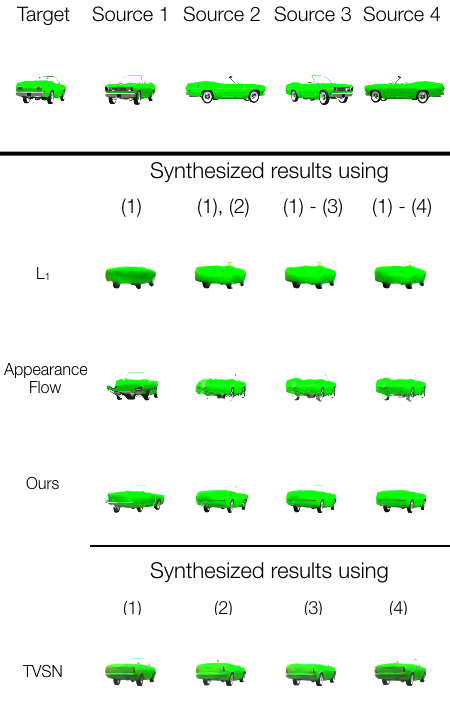 Target Source 1 Source 2 Source 3 Source 4
Synthesized results using
(1) (1), (2) (1) - (3) (1) - (4)
L₁
Appearance
Flow
Ours
Synthesized results using
(1) (2) (3) (4)
TVSN